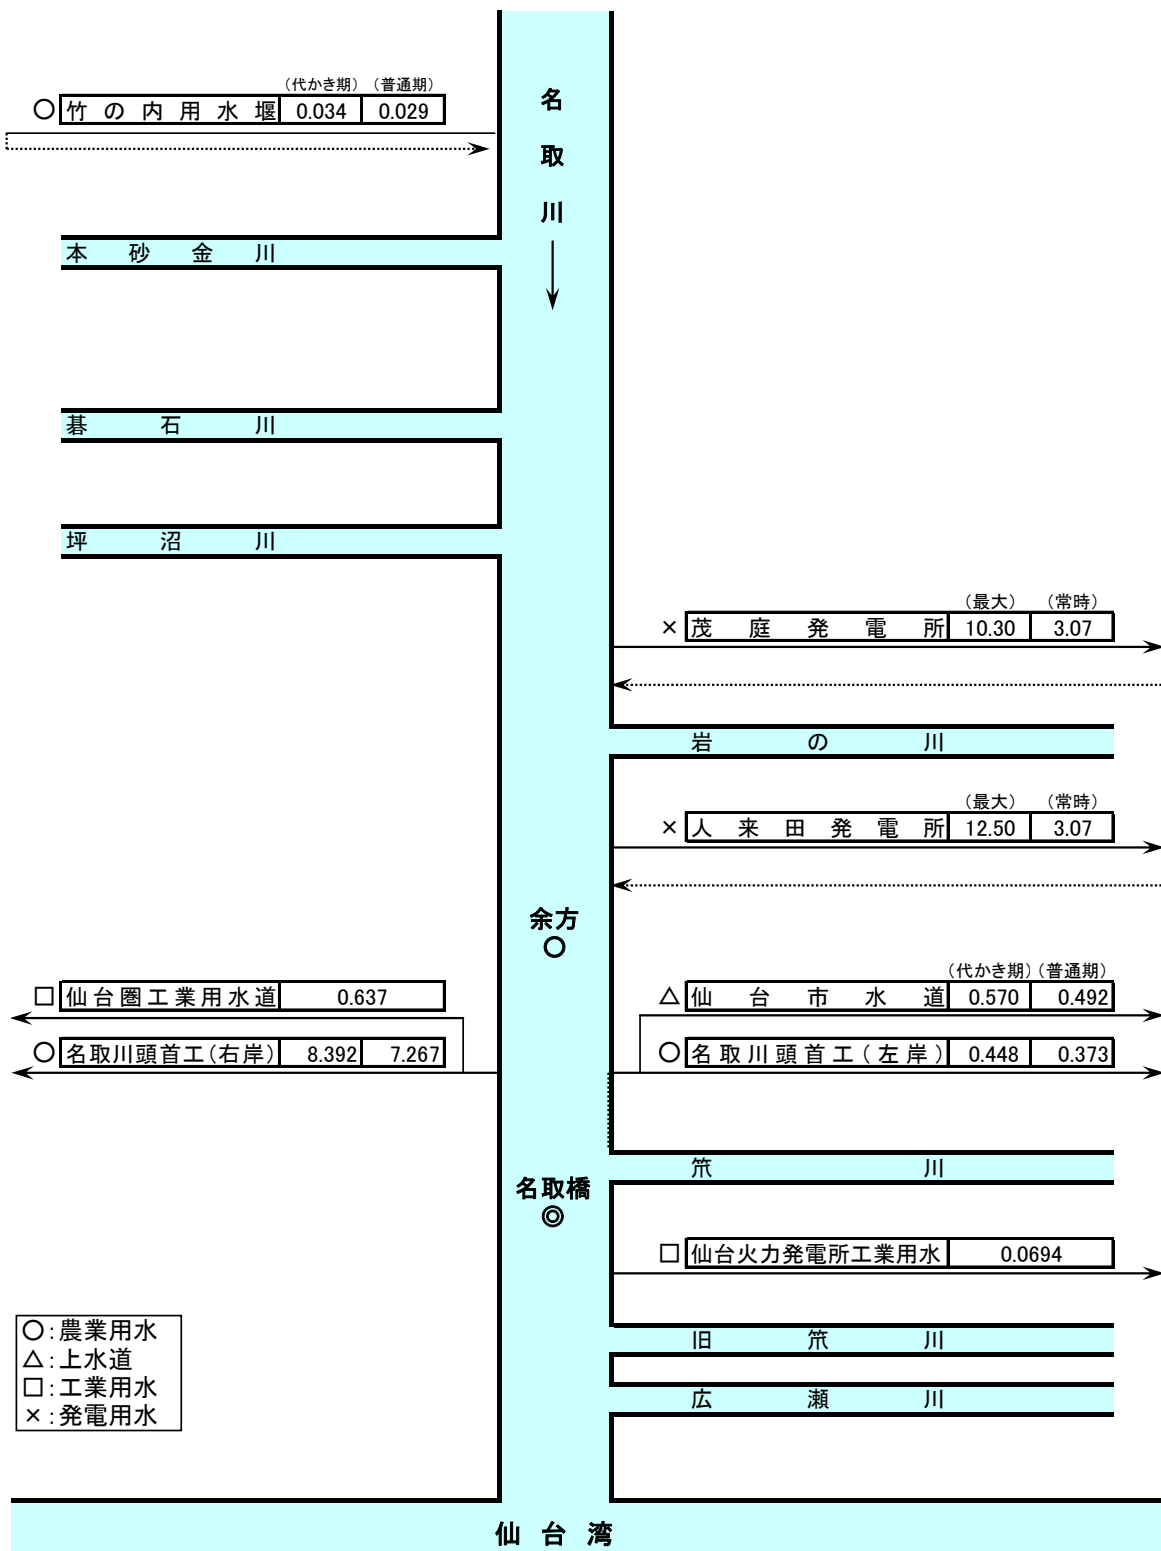 (代かき期) (普通期)
○ 竹の内用水堰 0.034 0.029
名取川
本砂金川
碁石川
坪沼川
(最大) (常時)
× 茂庭発電所 10.30 3.07
岩の川
(最大) (常時)
× 人来田発電所 12.50 3.07
余方
○
(代かき期) (普通期)
□ 仙台圏工業用水道 0.637
△ 仙台市水道 0.570 0.492
○ 名取川頭首工(右岸) 8.392 7.267
○ 名取川頭首工(左岸) 0.448 0.373
笊川
名取橋
◎
□ 仙台火力発電所工業用水 0.0694
○:農業用水
△:上水道
□:工業用水
×:発電用水
旧笊川
広瀬川
仙台湾